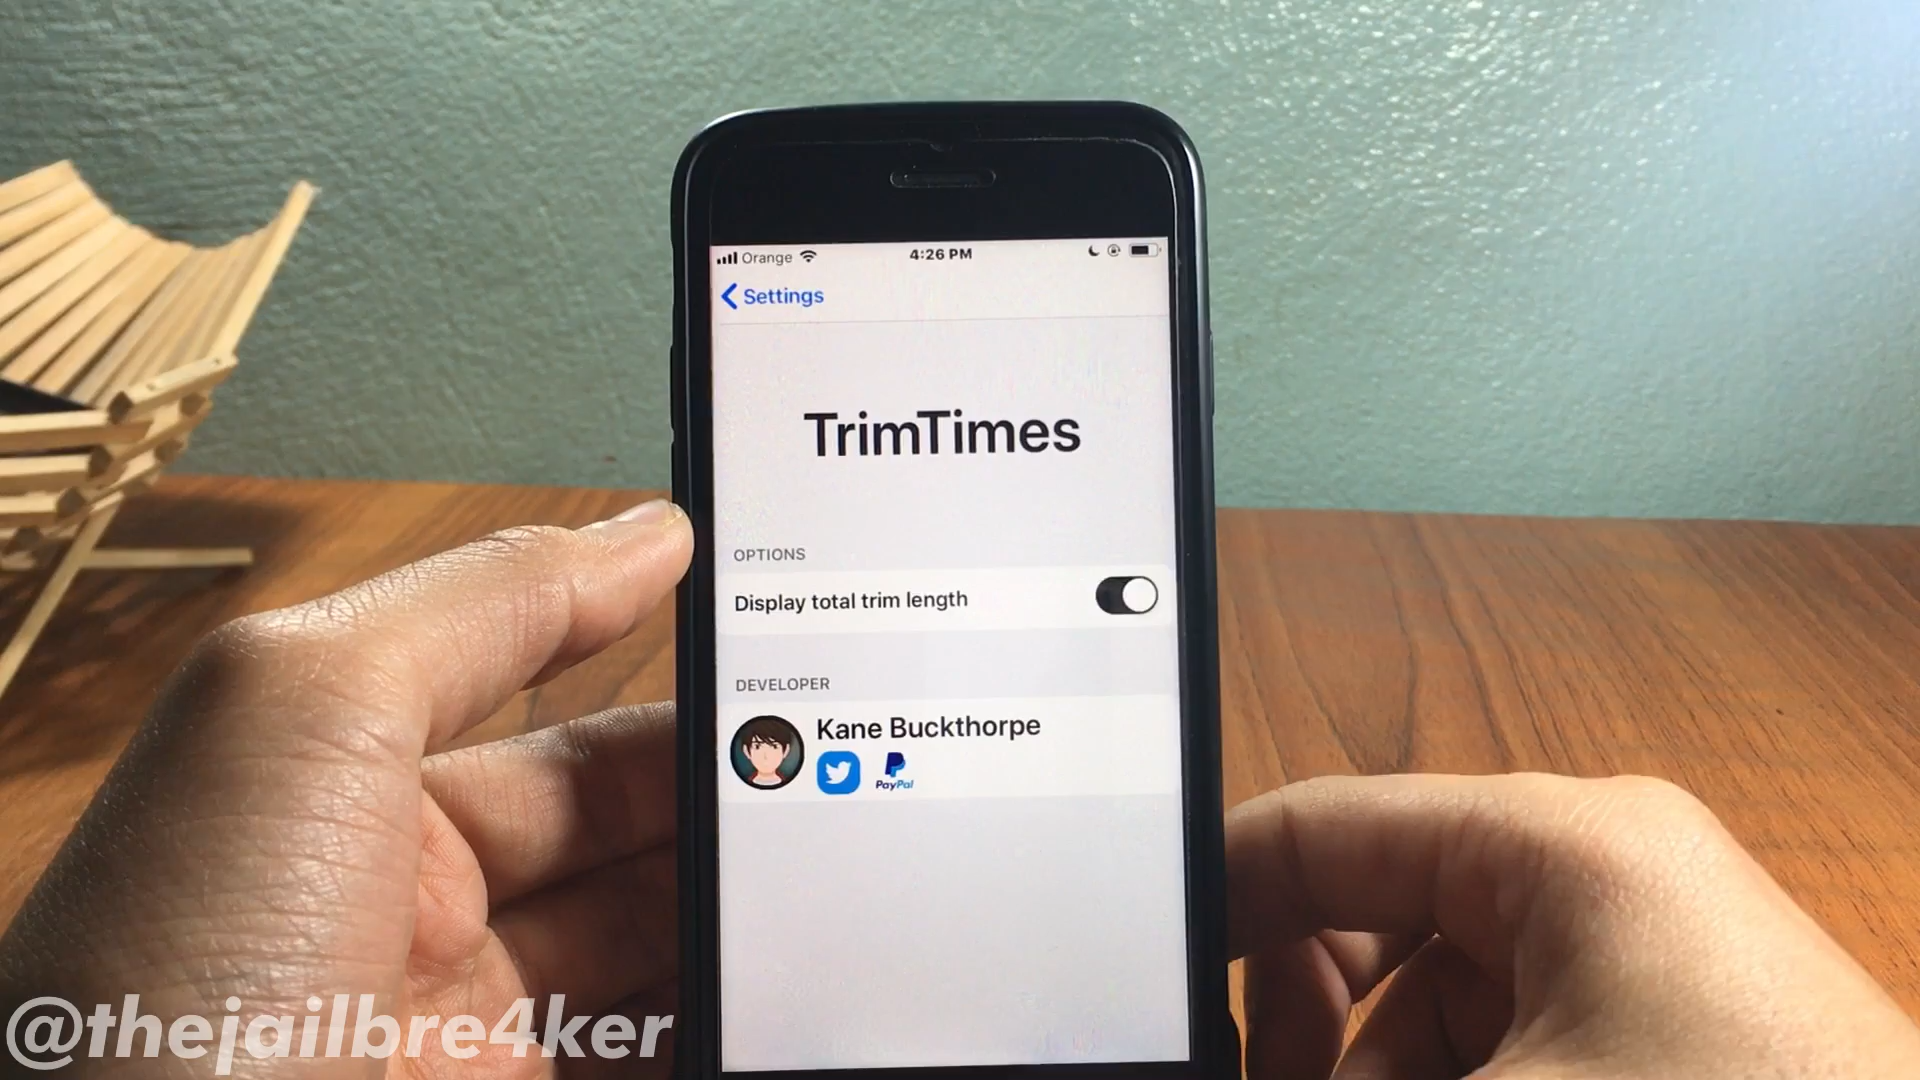 Orange
4:26 PM
Settings
TrimTimes
OPTIONS
Display total trim length
DEVELOPER
Kane Buckthorpe
PayPal
@thejailbre4ker